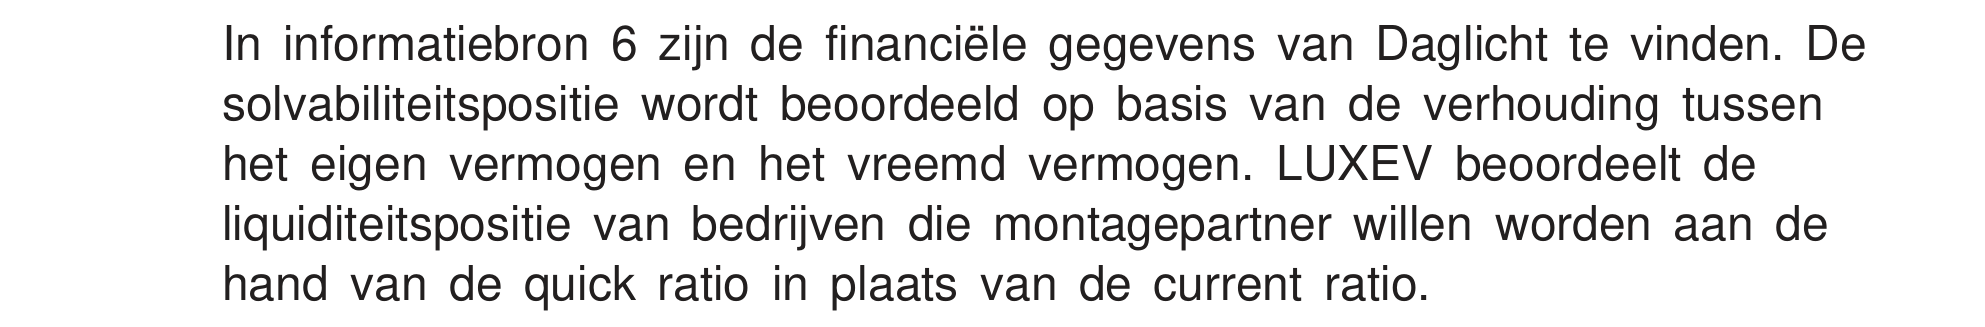 In informatiebron 6 zijn de financiële gegevens van Daglicht te vinden. De
solvabiliteitspositie wordt beoordeeld op basis van de verhouding tussen
het eigen vermogen en het vreemd vermogen. LUXEV beoordeelt de
liquiditeitspositie van bedrijven die montagepartner willen worden aan de
hand van de quick ratio in plaats van de current ratio.